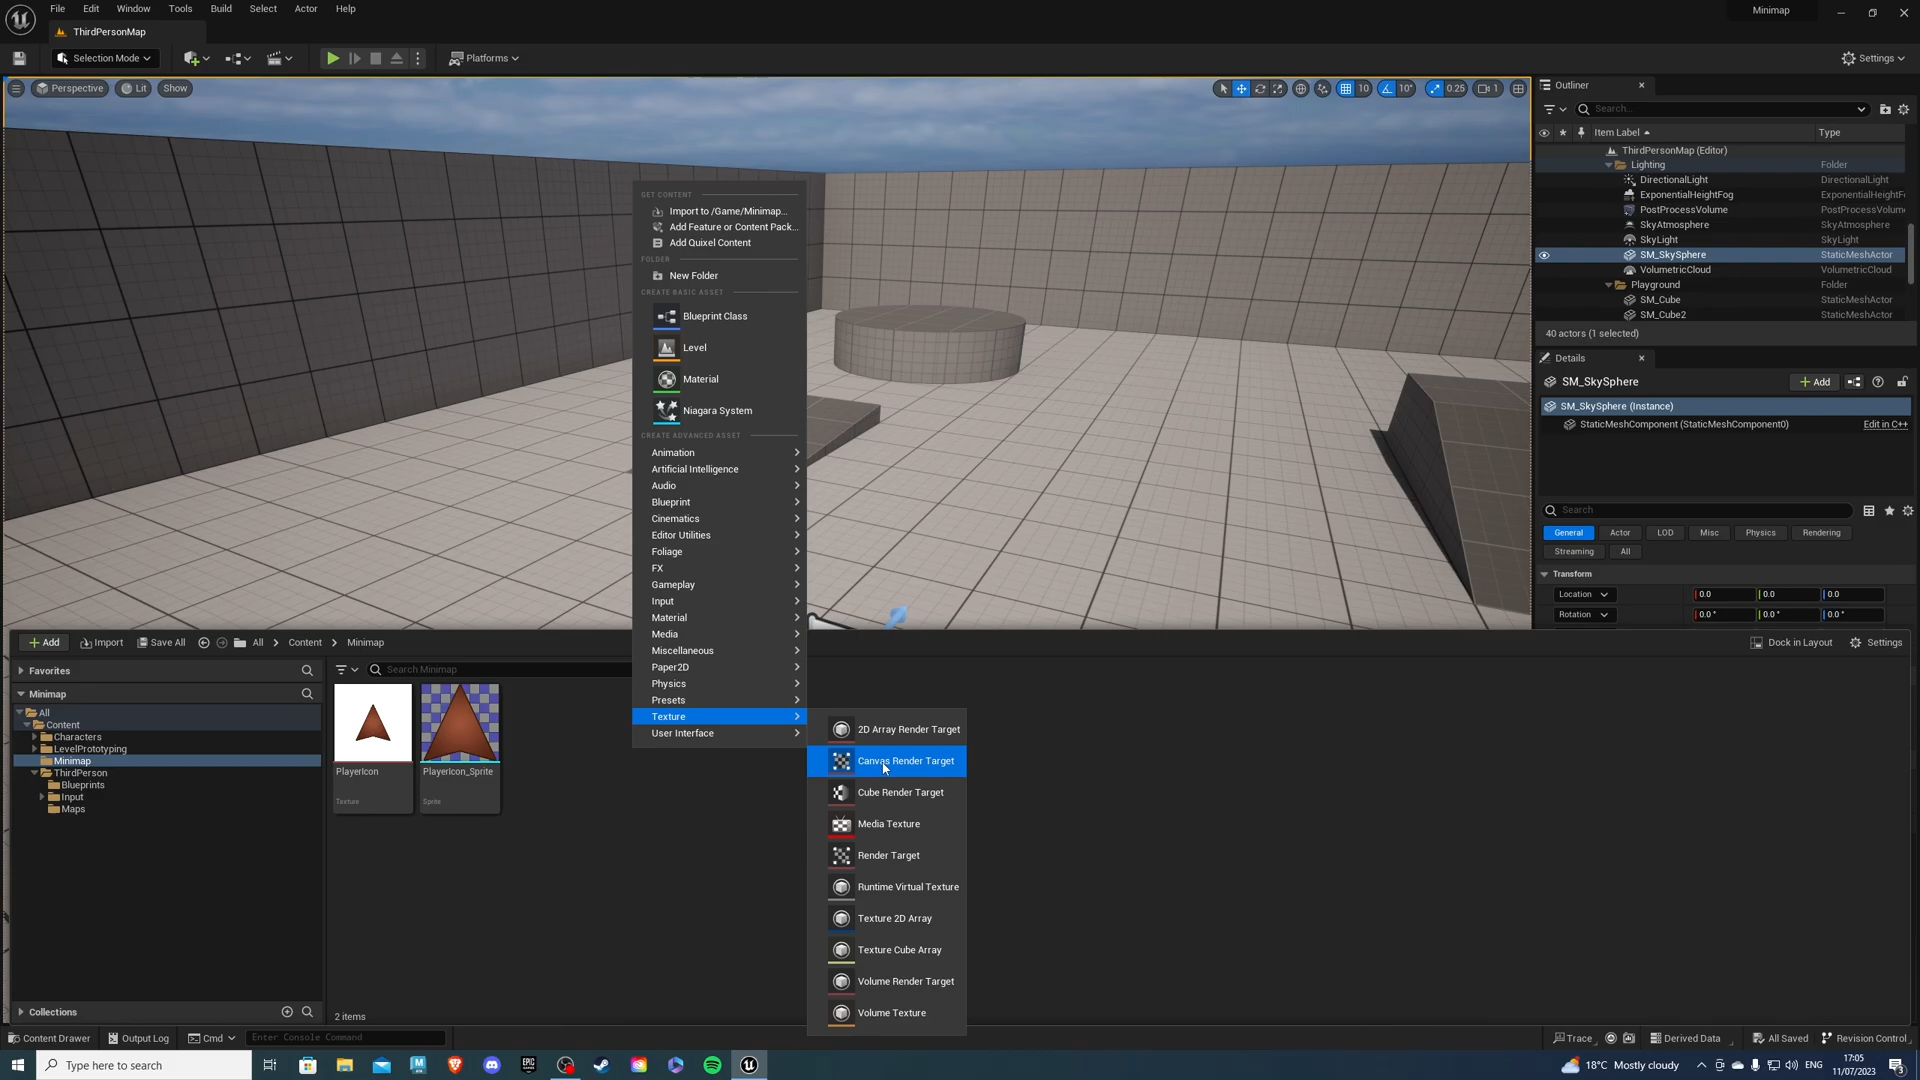 File Edit Window Tools Build Select Actor Help
Minimap
ThirdPersonMap
Selection Mode
Platforms
Settings
Perspective Lit Show
10 10° 0.25 1
Outliner
Search...
Item Label Type
ThirdPersonMap (Editor)
Lighting Folder
DirectionalLight DirectionalLight
ExponentialHeightFog ExponentialHeightF
PostProcessVolume PostProcessVolum
SkyAtmosphere SkyAtmosphere
SkyLight SkyLight
SM_SkySphere StaticMeshActor
VolumetricCloud VolumetricCloud
Playground Folder
SM_Cube StaticMeshActor
SM_Cube2 StaticMeshActor
40 actors (1 selected)
Details
SM_SkySphere
Add
SM_SkySphere (Instance)
StaticMeshComponent (StaticMeshComponent0) Edit in C++
Search
General Actor LOD Misc Physics Rendering
Streaming All
Transform
Location 0.0 0.0 0.0
Rotation 0.0 ° 0.0 ° 0.0 °
GET CONTENT
Import to /Game/Minimap...
Add Feature or Content Pack...
Add Quixel Content
FOLDER
New Folder
CREATE BASIC ASSET
Blueprint Class
Level
Material
Niagara System
CREATE ADVANCED ASSET
Animation
Artificial Intelligence
Audio
Blueprint
Cinematics
Editor Utilities
Foliage
FX
Gameplay
Input
Material
Media
Miscellaneous
Paper2D
Physics
Presets
Texture
User Interface
2D Array Render Target
Canvas Render Target
Cube Render Target
Media Texture
Render Target
Runtime Virtual Texture
Texture 2D Array
Texture Cube Array
Volume Render Target
Volume Texture
Add Import Save All All Content Minimap
Dock in Layout Settings
Favorites
Search Minimap
Minimap
All
Content
Characters
LevelPrototyping
Minimap
ThirdPerson
Blueprints
Input
Maps
PlayerIcon
Texture
PlayerIcon_Sprite
Sprite
Collections
2 items
Content Drawer Output Log Cmd Enter Console Command
Trace Derived Data All Saved Revision Control
Type here to search
18°C Mostly cloudy
ENG
17:05
11/07/2023
3